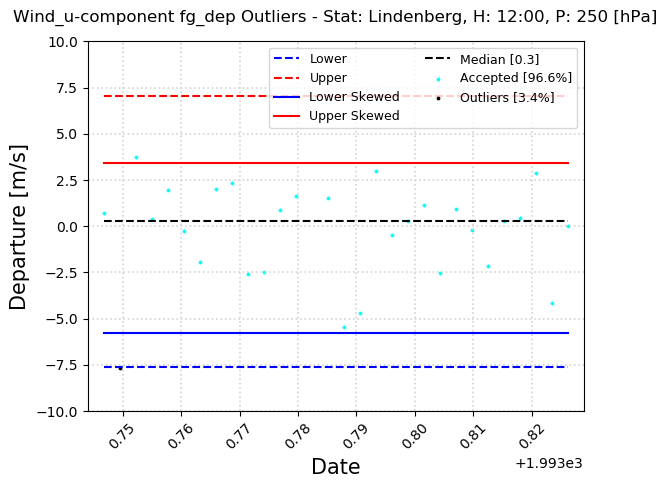 Wind_u-component fg_dep Outliers - Stat: Lindenberg, H: 12:00, P: 250 [hPa]
10.0
7.5
5.0
2.5
0.0
−2.5
−5.0
−7.5
−10.0
Departure [m/s]
Lower
Upper
Lower Skewed
Upper Skewed
Median [0.3]
Accepted [96.6%]
Outliers [3.4%]
0.75
0.76
0.77
0.78
0.79
0.80
0.81
0.82
+1.993e3
Date